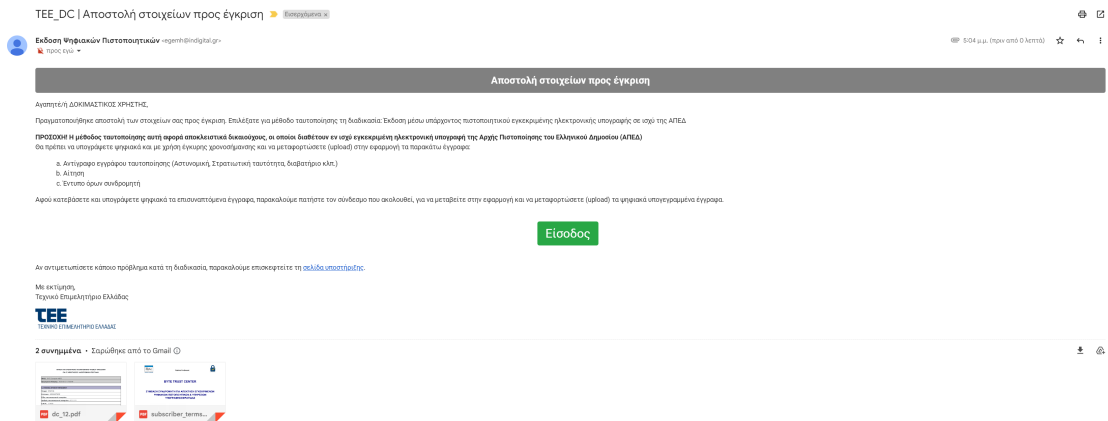 TEE_DC | Αποστολή στοιχείων προς έγκριση
Εισερχόμενα x
Εκδοση Ψηφιακών Πιστοποιητικών <egemh@indigital.gr>
5:04 μ.μ. (πριν από 0 λεπτά)
προς εγώ
Αποστολή στοιχείων προς έγκριση
Αγαπητέ/ή ΔΟΚΙΜΑΣΤΙΚΟΣ ΧΡΗΣΤΗΣ,
Πραγματοποιήθηκε αποστολή των στοιχείων σας προς έγκριση. Επιλέξατε για μέθοδο ταυτοποίησης τη διαδικασία: Έκδοση μέσω υπάρχοντος πιστοποιητικού εγκεκριμένης ηλεκτρονικής υπογραφής σε ισχύ της ΑΠΕΔ
ΠΡΟΣΟΧΗ! Η μέθοδος ταυτοποίησης αυτή αφορά αποκλειστικά δικαιούχους, οι οποίοι διαθέτουν εν ισχύ εγκεκριμένη ηλεκτρονική υπογραφή της Αρχής Πιστοποίησης του Ελληνικού Δημοσίου (ΑΠΕΔ)
Θα πρέπει να υπογράψετε ψηφιακά και με χρήση έγκυρης χρονοσήμανσης και να μεταφορτώσετε (upload) στην εφαρμογή τα παρακάτω έγγραφα:
a. Αντίγραφο εγγράφου ταυτοποίησης (Αστυνομική, Στρατιωτική ταυτότητα, διαβατήριο κλπ.)
b. Αίτηση
c. Έντυπο όρων συνδρομητή
Αφού κατεβάσετε και υπογράψετε ψηφιακά τα επισυναπτόμενα έγγραφα, παρακαλούμε πατήστε τον σύνδεσμο που ακολουθεί, για να μεταβείτε στην εφαρμογή και να μεταφορτώσετε (upload) τα ψηφιακά υπογεγραμμένα έγγραφα.
Είσοδος
Αν αντιμετωπίσετε κάποιο πρόβλημα κατά τη διαδικασία, παρακαλούμε επισκεφτείτε τη σελίδα υποστήριξης.
Με εκτίμηση,
Τεχνικό Επιμελητήριο Ελλάδος
ΤΕΕ
ΤΕΧΝΙΚΟ ΕΠΙΜΕΛΗΤΗΡΙΟ ΕΛΛΑΔΑΣ
2 συνημμένα • Σαρώθηκε από το Gmail
BYTE TRUST CENTER
PDF dc_12.pdf
PDF subscriber_terms...